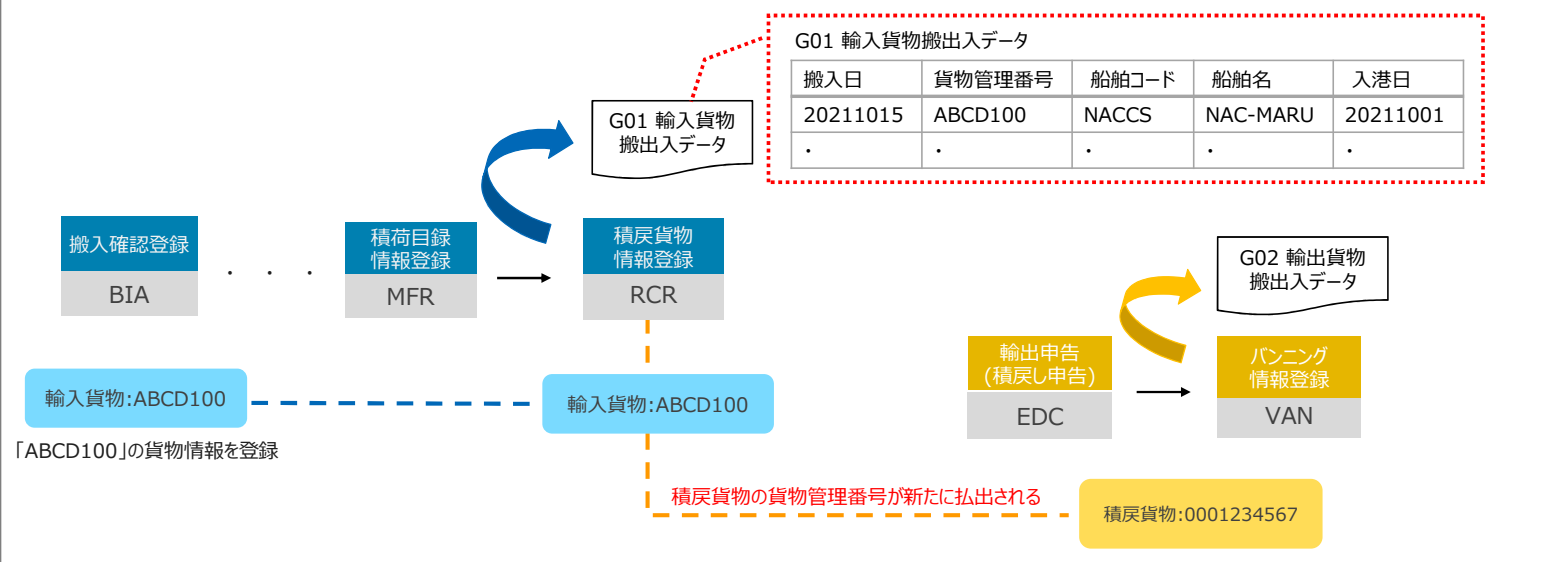 G01 輸入貨物搬出入データ
搬入日 貨物管理番号 船舶コード 船舶名 入港日
20211015 ABCD100 NACCS NAC-MARU 20211001
・ ・ ・ ・ ・
G01 輸入貨物
搬出入データ
搬入確認登録
BIA
・ ・ ・
積荷目録
情報登録
MFR
積戻貨物
情報登録
RCR
G02 輸出貨物
搬出入データ
輸出申告
(積戻し申告)
EDC
バンニング
情報登録
VAN
輸入貨物:ABCD100
輸入貨物:ABCD100
「ABCD100」の貨物情報を登録
積戻貨物の貨物管理番号が新たに払出される
積戻貨物:0001234567